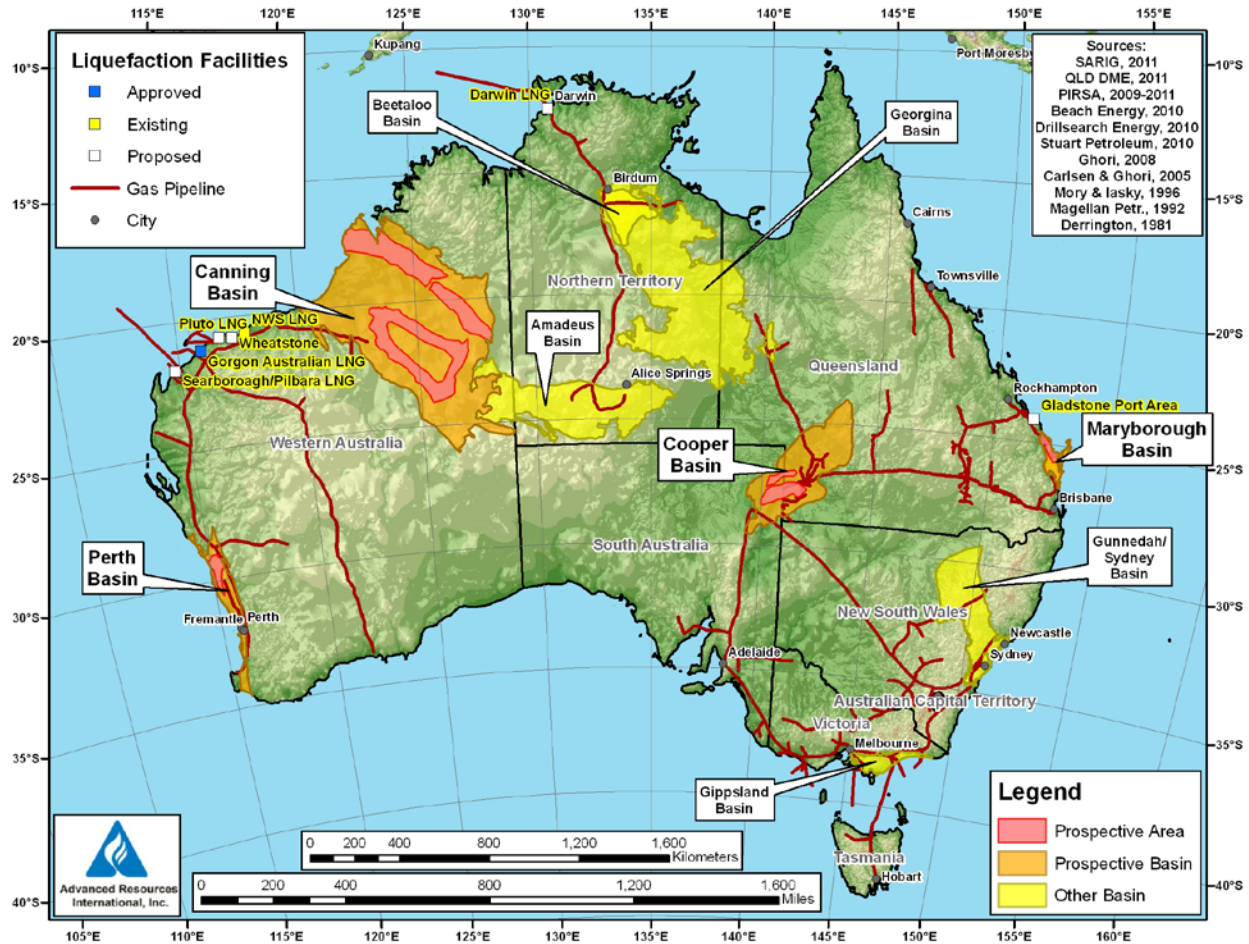 115°E
120°E
125°E
130°E
135°E
140°E
145°E
150°E
155°E
Liquefaction Facilities
Approved
Existing
Proposed
Gas Pipeline
City
Kupang
Port Moresby
Sources:
SARIG, 2011
QLD DME, 2011
PIRSA, 2009-2011
Beach Energy, 2010
Drillsearch Energy, 2010
Stuart Petroleum, 2010
Ghori, 2008
Carlsen & Ghori, 2005
Mory & Iasky, 1996
Magellan Petr., 1992
Derrington, 1981
10°S
10°S
15°S
15°S
20°S
20°S
25°S
25°S
30°S
30°S
35°S
35°S
40°S
40°S
Darwin LNG
Darwin
Beetaloo
Basin
Georgina
Basin
Birdum
Cairns
Townsville
Northern Territory
Canning
Basin
Pluto LNG
NWS LNG
Wheatstone
Gorgon Australian LNG
Searboroagh/Pilbara LNG
Amadeus
Basin
Alice Springs
Queensland
Rockhampton
Gladstone Port Area
Maryborough
Basin
Western Australia
Cooper
Basin
Brisbane
South Australia
Gunnedah/
Sydney
Basin
Perth
Basin
Fremantle
Perth
New South Wales
Newcastle
Sydney
Adelaide
Australian Capital Territory
Victoria
Melbourne
Gippsland
Basin
Tasmania
Hobart
Legend
Prospective Area
Prospective Basin
Other Basin
Advanced Resources
International, Inc.
0 200 400 800 1,200 1,600
Kilometers
0 200 400 800 1,200 1,600
Miles
105°E
110°E
115°E
120°E
125°E
130°E
135°E
140°E
145°E
150°E
155°E
160°E